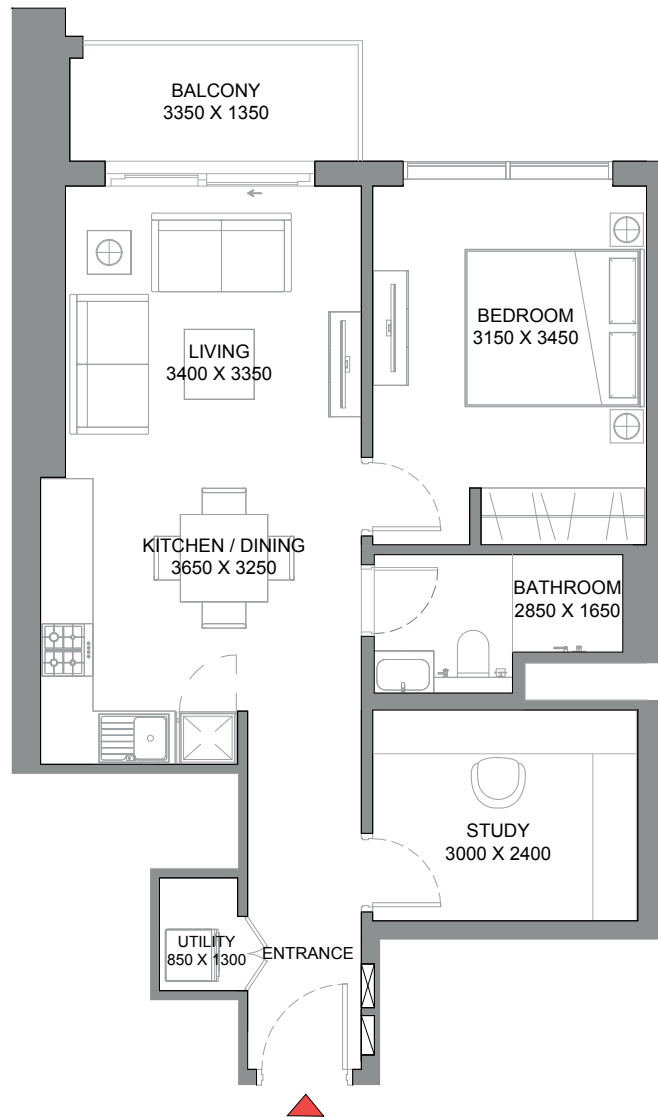 BALCONY
3350 X 1350
BEDROOM
3150 X 3450
LIVING
3400 X 3350
KITCHEN / DINING
3650 X 3250
BATHROOM
2850 X 1650
STUDY
3000 X 2400
UTILITY
850 X 1300
ENTRANCE